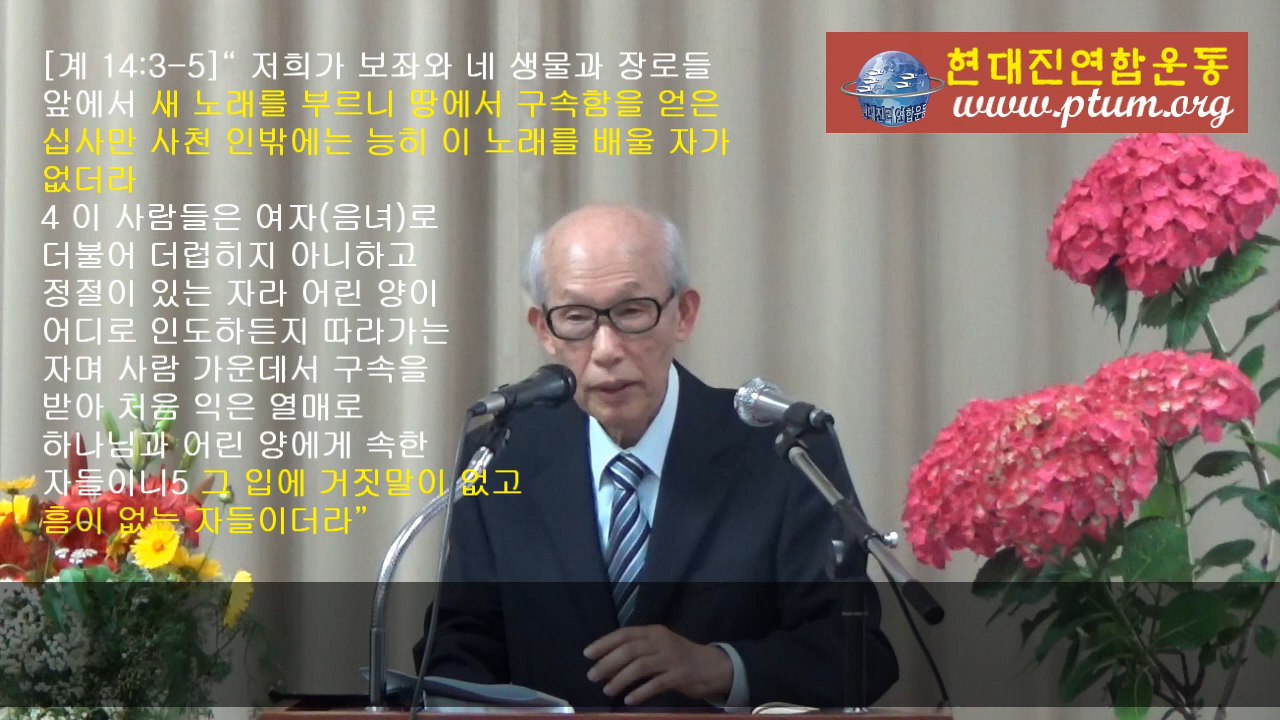 [계 14:3-5]“ 저희가 보좌와 네 생물과 장로들
앞에서 새 노래를 부르니 땅에서 구속함을 얻은
십사만 사천 인밖에는 능히 이 노래를 배울 자가
없더라
4 이 사람들은 여자(음녀)로
더불어 더럽히지 아니하고
정절이 있는 자라 어린 양이
어디로 인도하든지 따라가는
자며 사람 가운데서 구속을
받아 처음 익은 열매로
하나님과 어린 양에게 속한
자들이니5 그 입에 거짓말이 없고
흠이 없는 자들이더라”
현대진연합운동
www.ptum.org
현대진리연합운동